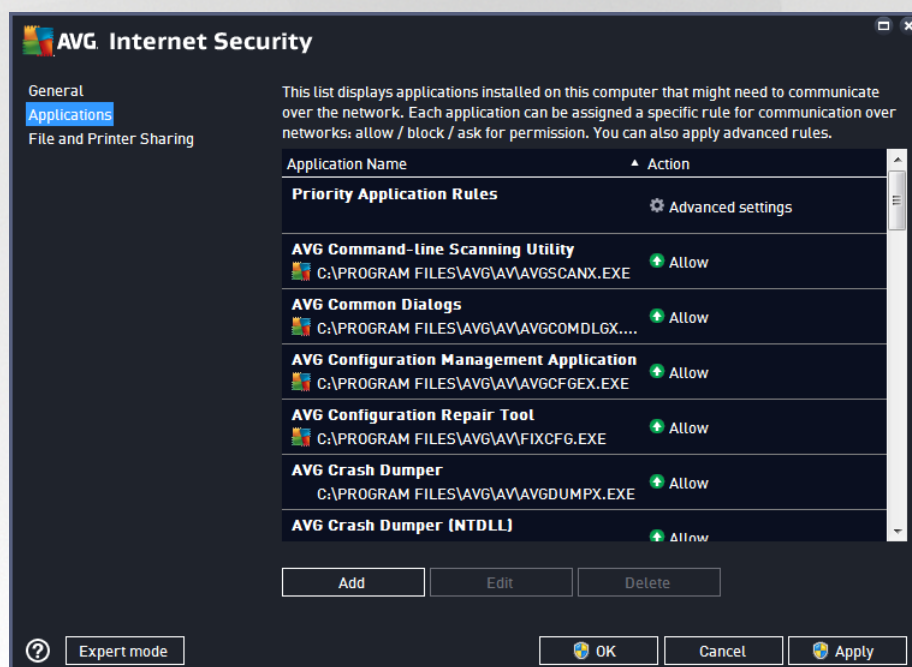 AVG. Internet Security
General
Applications
File and Printer Sharing
This list displays applications installed on this computer that might need to communicate
over the network. Each application can be assigned a specific rule for communication over
networks: allow / block / ask for permission. You can also apply advanced rules.
Application Name Action
Priority Application Rules
Advanced settings
AVG Command-line Scanning Utility
C:\PROGRAM FILES\AVG\AV\AVGSCANX.EXE
Allow
AVG Common Dialogs
C:\PROGRAM FILES\AVG\AV\AVGCOMDLGX....
Allow
AVG Configuration Management Application
C:\PROGRAM FILES\AVG\AV\AVGCFGEX.EXE
Allow
AVG Configuration Repair Tool
C:\PROGRAM FILES\AVG\AV\FIXCFG.EXE
Allow
AVG Crash Dumper
C:\PROGRAM FILES\AVG\AV\AVGDUMPX.EXE
Allow
AVG Crash Dumper (NTDLL)
Allow
Add Edit Delete
? Expert mode OK Cancel Apply